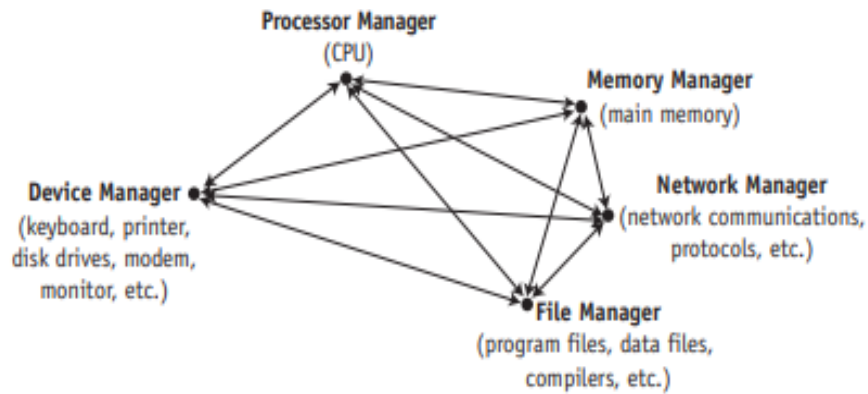 Processor Manager
(CPU)
Memory Manager
(main memory)
Device Manager
(keyboard, printer,
disk drives, modem,
monitor, etc.)
Network Manager
(network communications,
protocols, etc.)
File Manager
(program files, data files,
compilers, etc.)